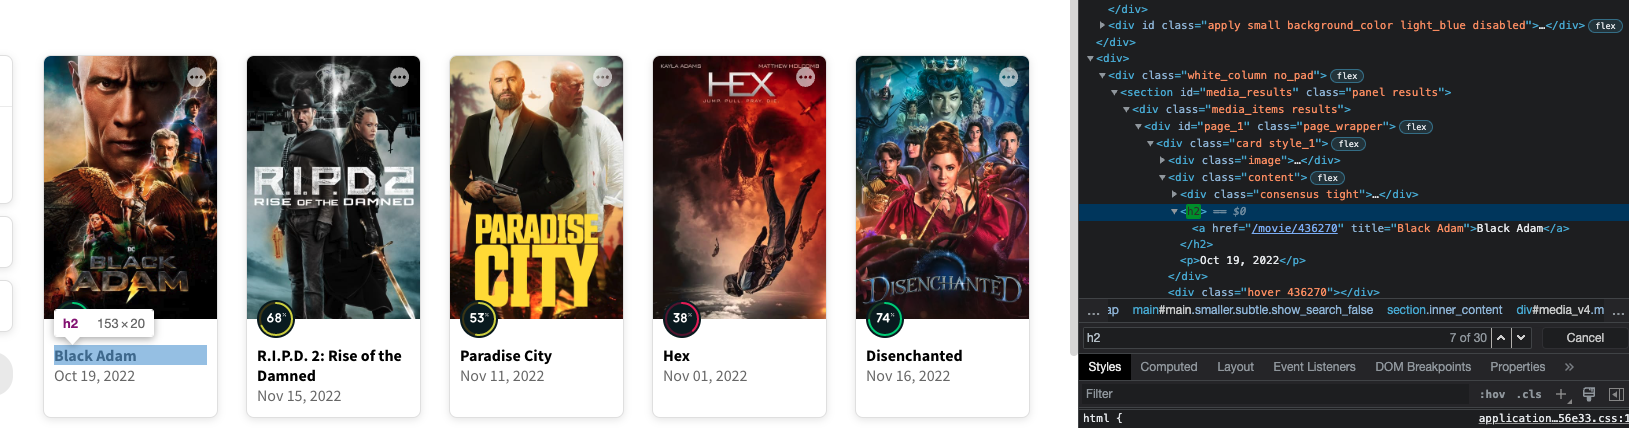 KAYLA ADAMS MATTHEW HOLCOMB
HEX
JUMP. PULL. PRAY. DIE.
R.I.P.D.2
RISE OF THE DAMNED
PARADISE
CITY
DC
BLACK
ADAM
DISENCHANTED
68%
53%
38%
74%
h2 153 × 20
Black Adam
Oct 19, 2022
R.I.P.D. 2: Rise of the
Damned
Nov 15, 2022
Paradise City
Nov 11, 2022
Hex
Nov 01, 2022
Disenchanted
Nov 16, 2022
</div>
<div id class="apply small background_color light_blue disabled">…</div> flex
</div>
<div>
<div class="white_column no_pad"> flex
<section id="media_results" class="panel results">
<div class="media_items results">
<div id="page_1" class="page_wrapper"> flex
<div class="card style_1"> flex
<div class="image">…</div>
<div class="content"> flex
<div class="consensus tight">…</div>
<h2> == $0
<a href="/movie/436270" title="Black Adam">Black Adam</a>
</h2>
<p>Oct 19, 2022</p>
</div>
<div class="hover 436270"></div>
… ap main#main.smaller.subtle.show_search_false section.inner_content div#media_v4.m …
h2 7 of 30 Cancel
Styles Computed Layout Event Listeners DOM Breakpoints Properties »
Filter :hov .cls +
html { application…56e33.css:1